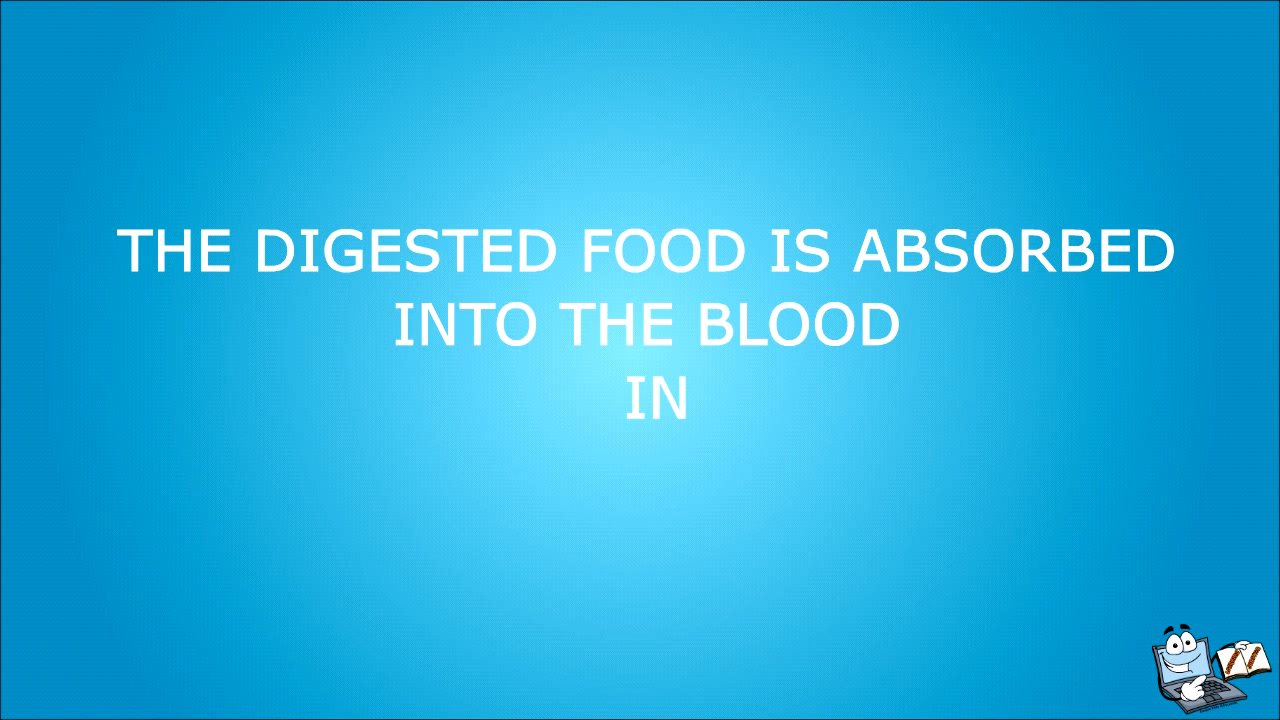 THE DIGESTED FOOD IS ABSORBED
INTO THE BLOOD
IN